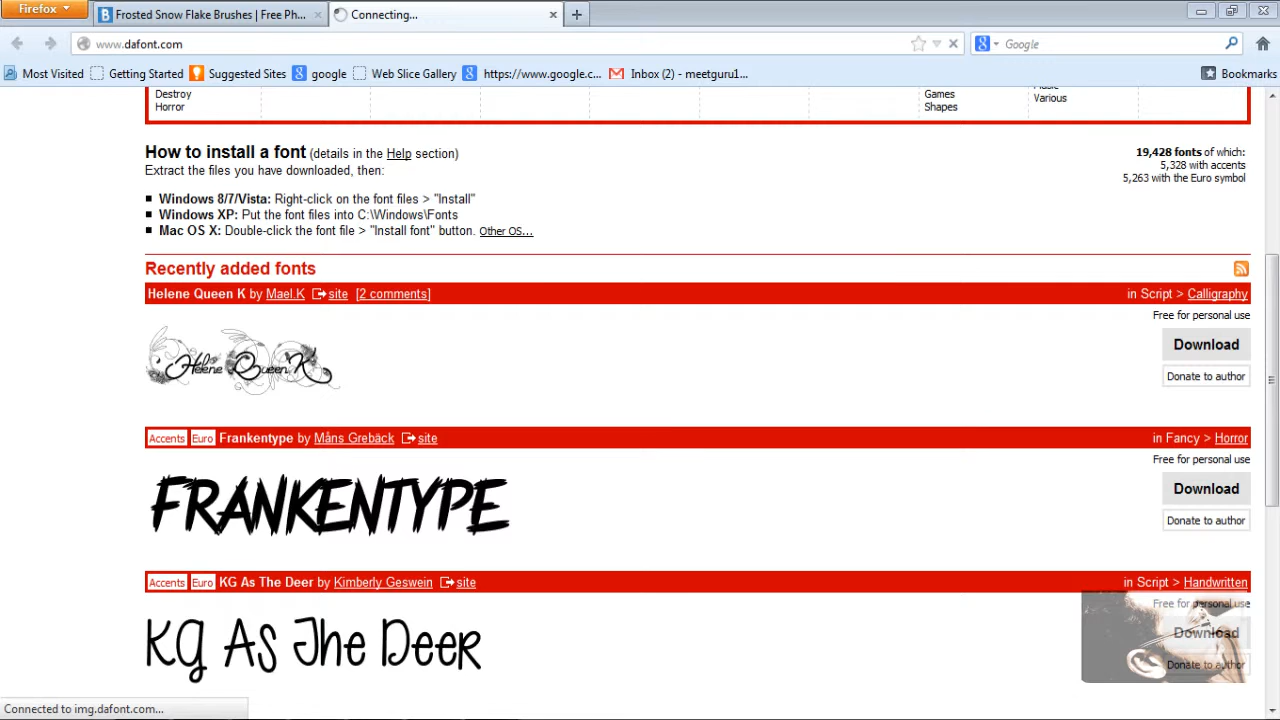 Firefox
Frosted Snow Flake Brushes | Free Ph...
Connecting...
www.dafont.com
Google
Most Visited
Getting Started
Suggested Sites
google
Web Slice Gallery
https://www.google.c...
Inbox (2) - meetguru1...
Bookmarks
Destroy
Horror
Games
Shapes
Various
How to install a font (details in the Help section)
Extract the files you have downloaded, then:
Windows 8/7/Vista: Right-click on the font files > "Install"
Windows XP: Put the font files into C:\Windows\Fonts
Mac OS X: Double-click the font file > "Install font" button. Other OS...
19,428 fonts of which:
5,328 with accents
5,263 with the Euro symbol
Recently added fonts
Helene Queen K by Mael.K site [2 comments]
in Script > Calligraphy
Free for personal use
Helene Queen K
Download
Donate to author
Accents Euro Frankentype by Måns Grebäck site
in Fancy > Horror
Free for personal use
FRANKENTYPE
Download
Donate to author
Accents Euro KG As The Deer by Kimberly Geswein site
in Script > Handwritten
Free for personal use
KG As The Deer
Download
Donate to author
Connected to img.dafont.com...